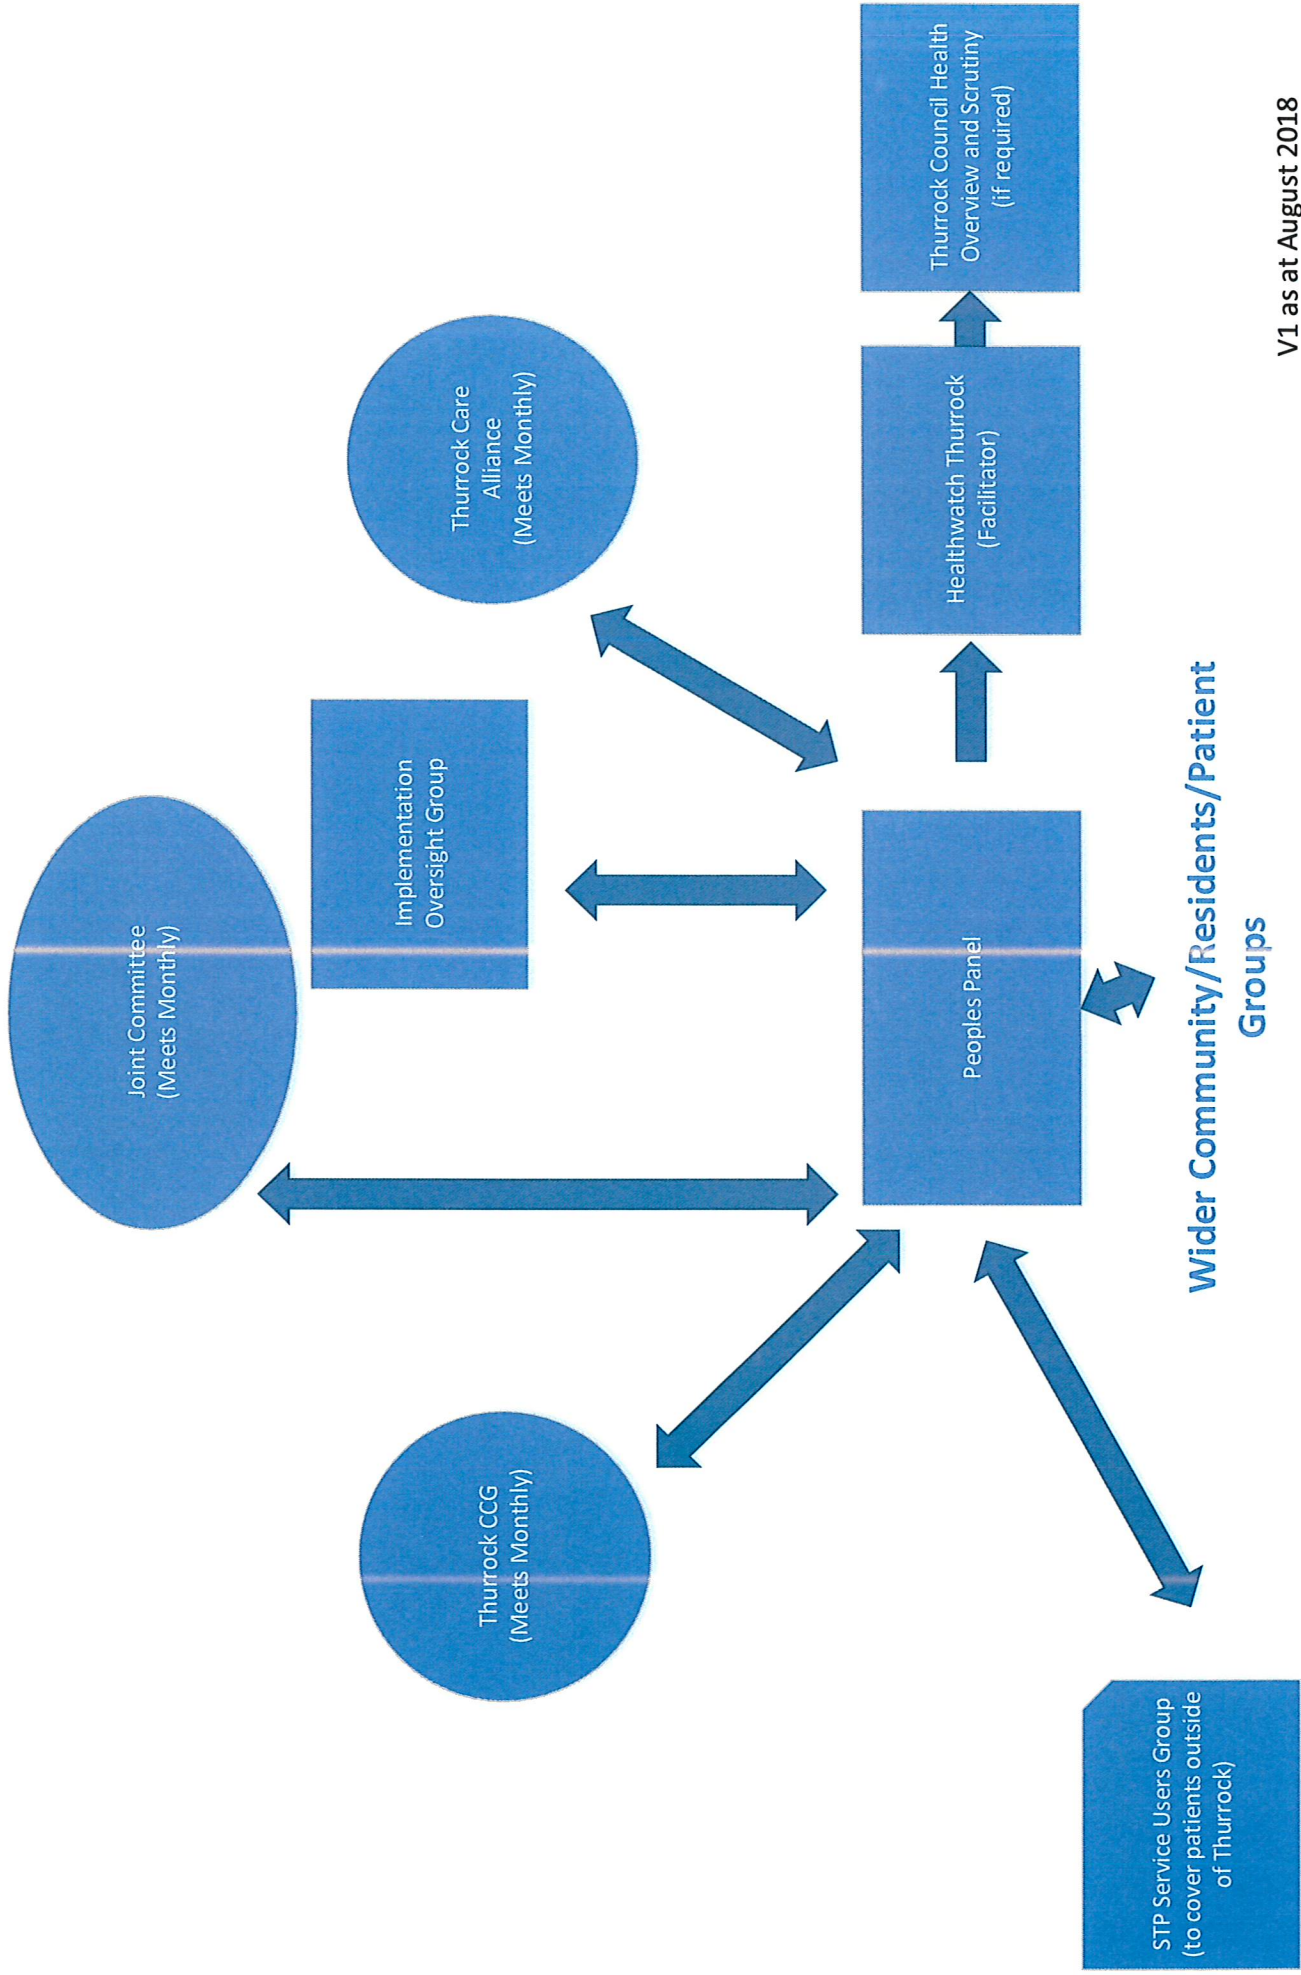 Joint Committee
(Meets Monthly)
Implementation
Oversight Group
Thurrock CCG
(Meets Monthly)
Thurrock Care
Alliance
(Meets Monthly)
Peoples Panel
Healthwatch Thurrock
(Facilitator)
Thurrock Council Health
Overview and Scrutiny
(if required)
STP Service Users Group
(to cover patients outside
of Thurrock)
Wider Community/Residents/Patient
Groups
V1 as at August 2018